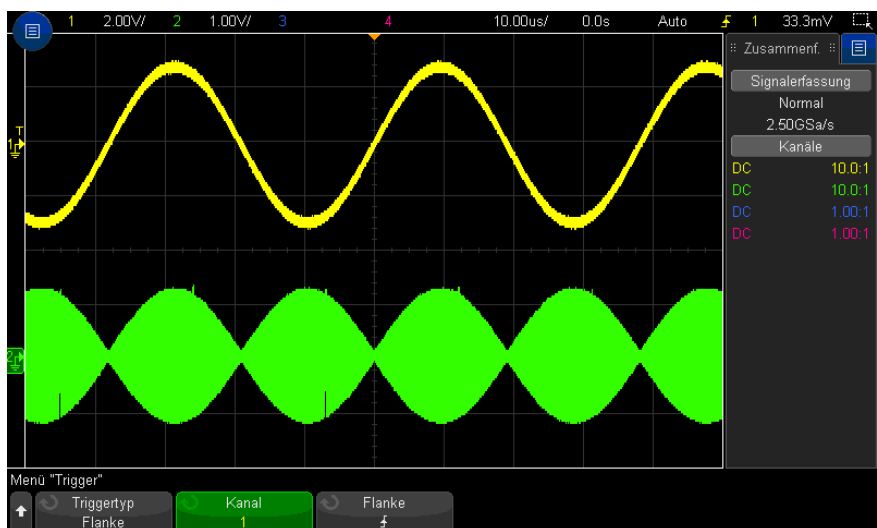 1 2.00V/ 2 1.00V/ 3 4 10.00us/ 0.0s Auto 1 33.3mV
Zusammenf.
Signalerfassung
Normal
2.50GSa/s
Kanäle
DC 10.0:1
DC 10.0:1
DC 1.00:1
DC 1.00:1
T
1
2
Menü "Trigger"
Triggertyp Kanal Flanke
Flanke 1